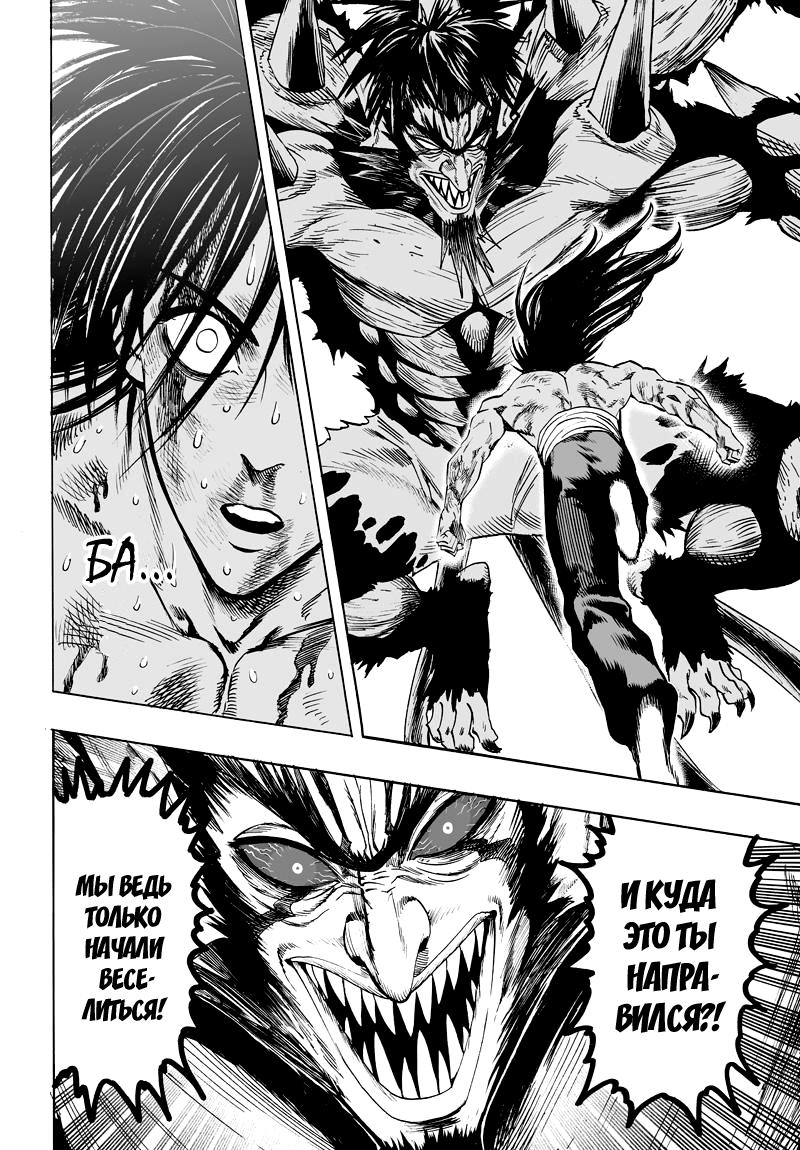 БА...
И КУДА
ЭТО ТЫ
НАПРА-
ВИЛСЯ?!
МЫ ВЕДЬ
ТОЛЬКО
НАЧАЛИ
ВЕСЕ-
ЛИТЬСЯ!